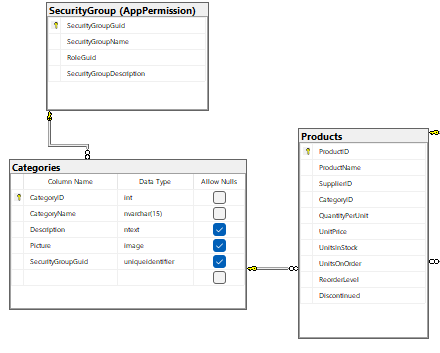 SecurityGroup (AppPermission)
SecurityGroupGuid
SecurityGroupName
RoleGuid
SecurityGroupDescription
Categories
Column Name Data Type Allow Nulls
CategoryID int
CategoryName nvarchar(15)
Description ntext
Picture image
SecurityGroupGuid uniqueidentifier
Products
ProductID
ProductName
SupplierID
CategoryID
QuantityPerUnit
UnitPrice
UnitsInStock
UnitsOnOrder
ReorderLevel
Discontinued